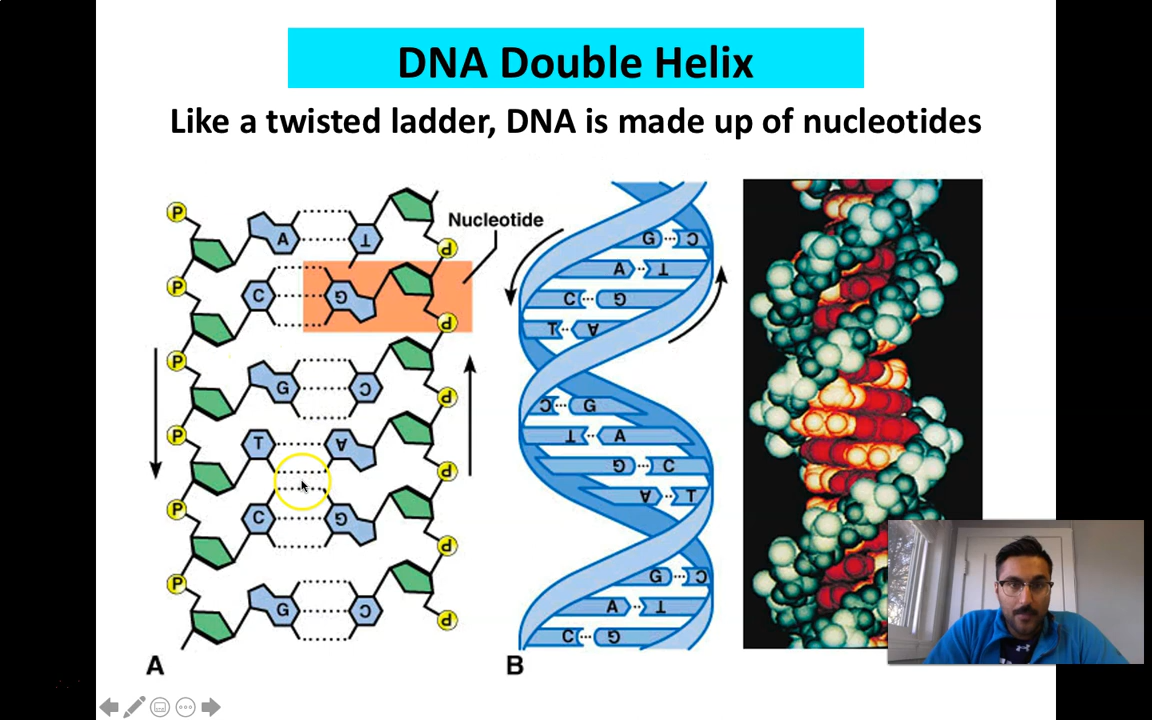 DNA Double Helix
Like a twisted ladder, DNA is made up of nucleotides
Nucleotide
P
A T
P
P
C G
P
P
G C
P
P
T A
P
P
C G
P
P
G C
P
G C
A T
C G
T A
C G
T A
G C
A T
G C
A T
C G
A
B